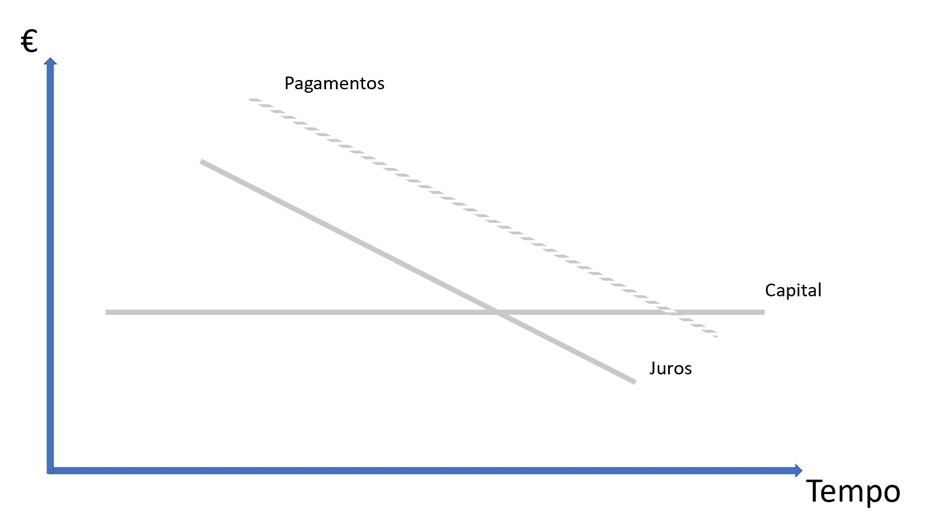 €
Pagamentos
Capital
Juros
Tempo